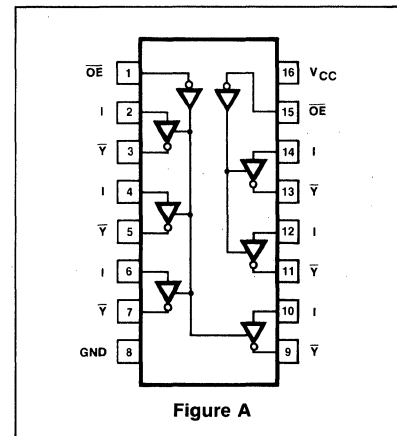 OE 1 16 VCC
I 2 15 OE
Y 3 14 I
I 4 13 Y
Y 5 12 I
I 6 11 Y
Y 7 10 I
GND 8 9 Y
Figure A